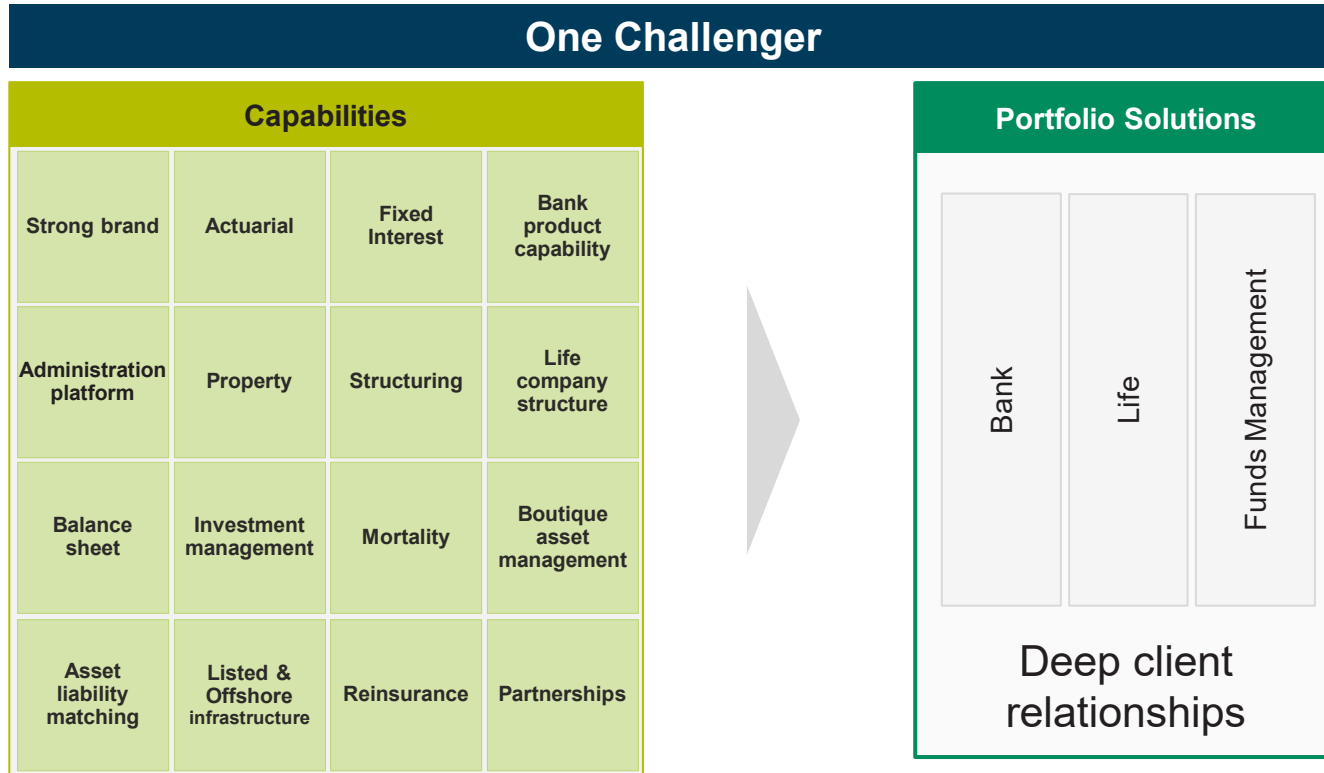 One Challenger
Capabilities
Strong brand
Actuarial
Fixed
Interest
Bank
product
capability
Administration
platform
Property
Structuring
Life
company
structure
Balance
sheet
Investment
management
Mortality
Boutique
asset
management
Asset
liability
matching
Listed &
Offshore
infrastructure
Reinsurance
Partnerships
Portfolio Solutions
Bank
Life
Funds Management
Deep client
relationships